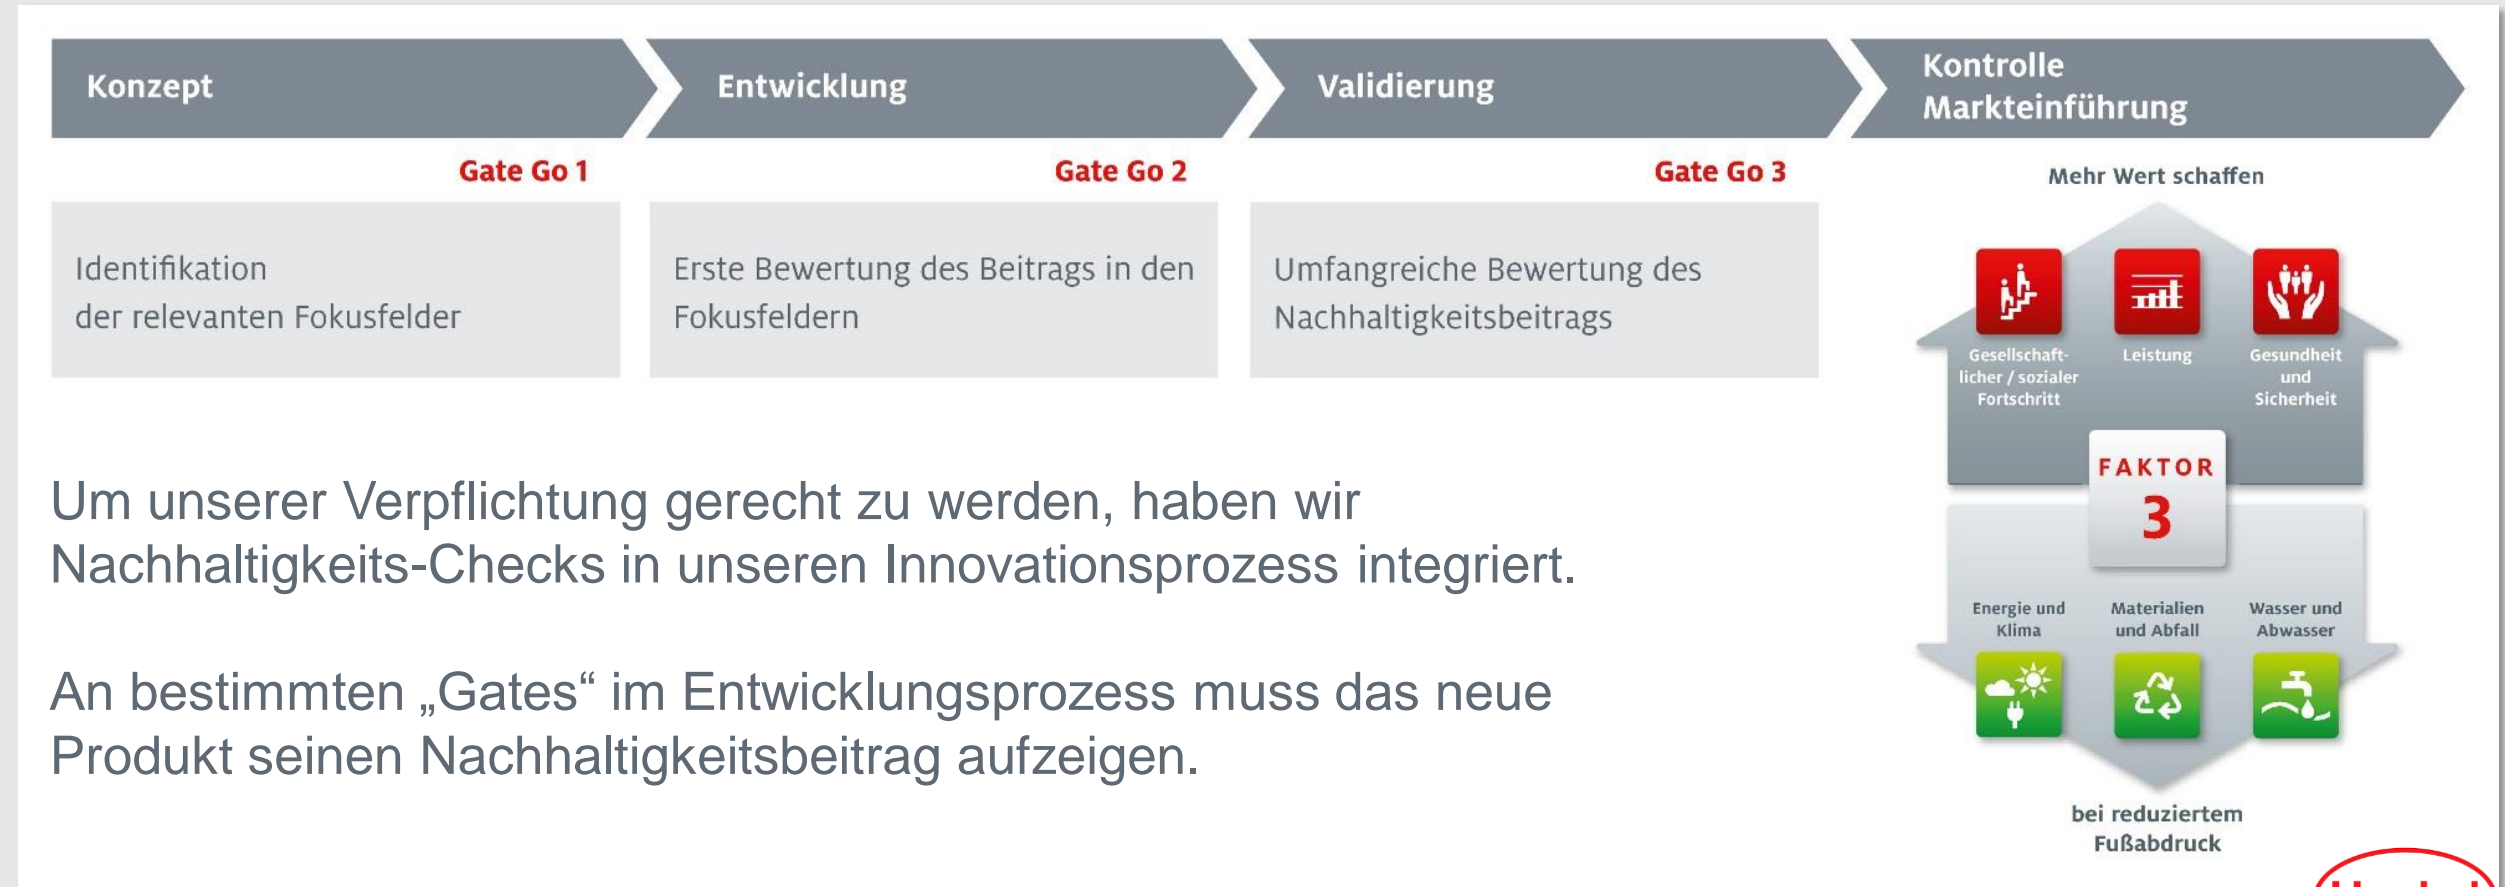 Konzept
Entwicklung
Validierung
Kontrolle
Markteinführung
Gate Go 1
Gate Go 2
Gate Go 3
Identifikation
der relevanten Fokusfelder
Erste Bewertung des Beitrags in den
Fokusfeldern
Umfangreiche Bewertung des
Nachhaltigkeitsbeitrags
Mehr Wert schaffen
Gesellschaft-
licher / sozialer
Fortschritt
Leistung
Gesundheit
und
Sicherheit
FAKTOR
3
Energie und
Klima
Materialien
und Abfall
Wasser und
Abwasser
bei reduziertem
Fußabdruck
Um unserer Verpflichtung gerecht zu werden, haben wir
Nachhaltigkeits-Checks in unseren Innovationsprozess integriert.
An bestimmten „Gates“ im Entwicklungsprozess muss das neue
Produkt seinen Nachhaltigkeitsbeitrag aufzeigen.